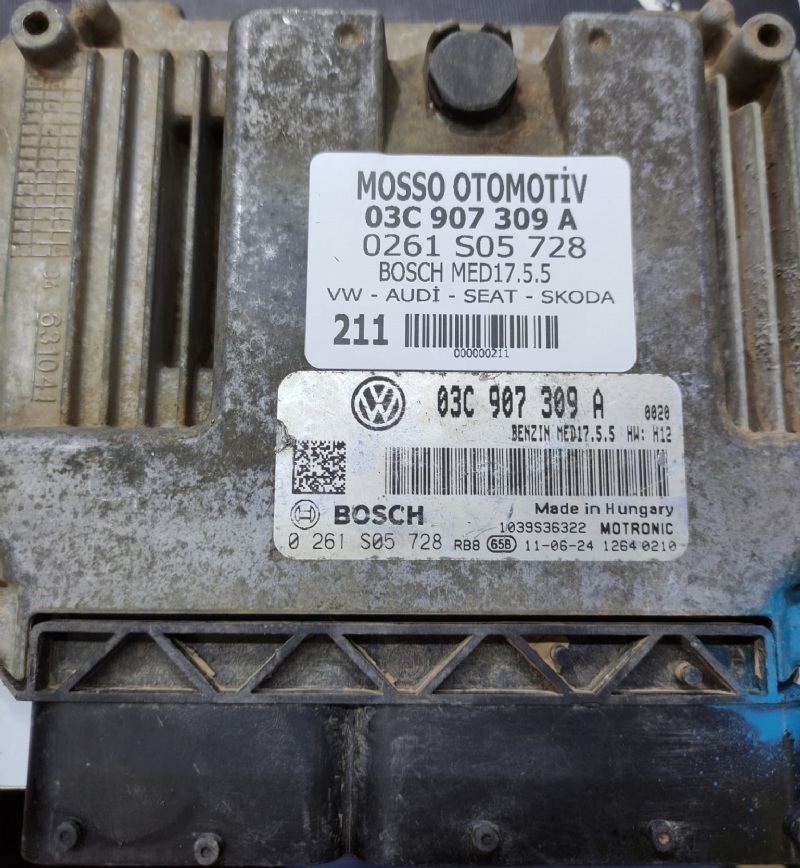 MOSSO OTOMOTİV
03C 907 309 A
0261 S05 728
BOSCH MED17.5.5
VW - AUDİ - SEAT - SKODA
211
000000211
03C 907 309 A 0020
BENZIN MED17.5.5 HW: H12
Made in Hungary
BOSCH
1039S36322 MOTRONIC
0 261 S05 728 RB8 658 11-06-24 1264 0210
63104